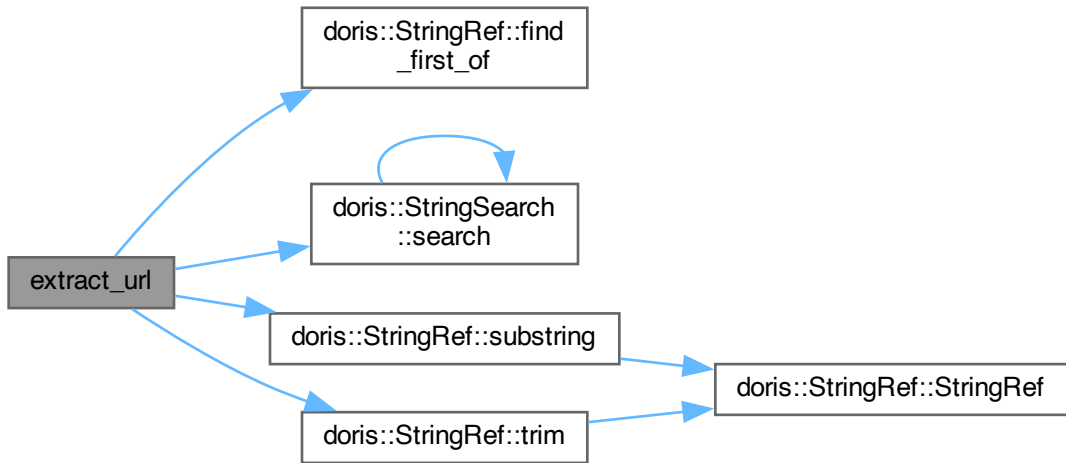 doris::StringRef::find
_first_of
doris::StringSearch
::search
extract_url
doris::StringRef::substring
doris::StringRef::StringRef
doris::StringRef::trim